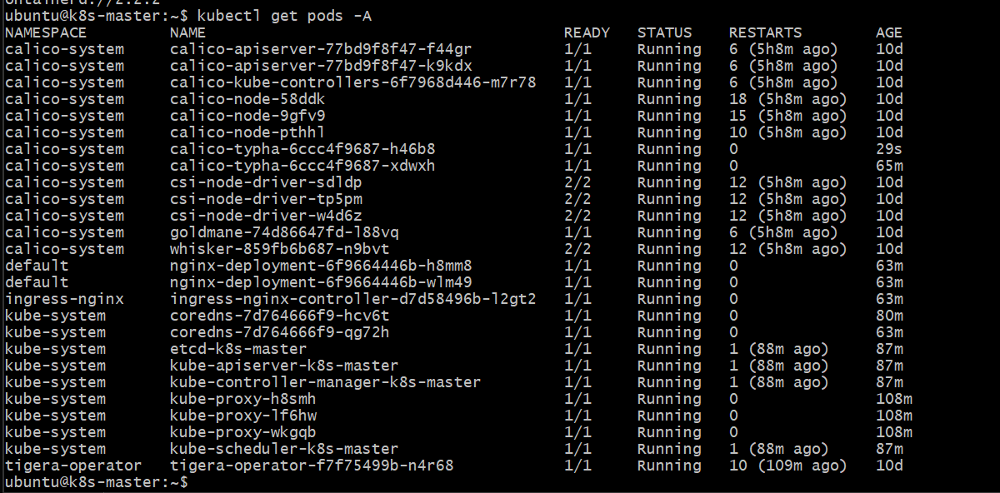 ontainerd://2.2.2
ubuntu@k8s-master:~$ kubectl get pods -A
NAMESPACE NAME READY STATUS RESTARTS AGE
calico-system calico-apiserver-77bd9f8f47-f44gr 1/1 Running 6 (5h8m ago) 10d
calico-system calico-apiserver-77bd9f8f47-k9kdx 1/1 Running 6 (5h8m ago) 10d
calico-system calico-kube-controllers-6f7968d446-m7r78 1/1 Running 6 (5h8m ago) 10d
calico-system calico-node-58ddk 1/1 Running 18 (5h8m ago) 10d
calico-system calico-node-9gfv9 1/1 Running 15 (5h8m ago) 10d
calico-system calico-node-pthhl 1/1 Running 10 (5h8m ago) 10d
calico-system calico-typha-6ccc4f9687-h46b8 1/1 Running 0 29s
calico-system calico-typha-6ccc4f9687-xdwxh 1/1 Running 0 65m
calico-system csi-node-driver-sdldp 2/2 Running 12 (5h8m ago) 10d
calico-system csi-node-driver-tp5pm 2/2 Running 12 (5h8m ago) 10d
calico-system csi-node-driver-w4d6z 2/2 Running 12 (5h8m ago) 10d
calico-system goldmane-74d86647fd-l88vq 1/1 Running 6 (5h8m ago) 10d
calico-system whisker-859fb6b687-n9bvt 2/2 Running 12 (5h8m ago) 10d
default nginx-deployment-6f9664446b-h8mm8 1/1 Running 0 63m
default nginx-deployment-6f9664446b-wlm49 1/1 Running 0 63m
ingress-nginx ingress-nginx-controller-d7d58496b-l2gt2 1/1 Running 0 63m
kube-system coredns-7d764666f9-hcv6t 1/1 Running 0 80m
kube-system coredns-7d764666f9-qg72h 1/1 Running 0 63m
kube-system etcd-k8s-master 1/1 Running 1 (88m ago) 87m
kube-system kube-apiserver-k8s-master 1/1 Running 1 (88m ago) 87m
kube-system kube-controller-manager-k8s-master 1/1 Running 1 (88m ago) 87m
kube-system kube-proxy-h8smh 1/1 Running 0 108m
kube-system kube-proxy-lf6hw 1/1 Running 0 108m
kube-system kube-proxy-wkgqb 1/1 Running 0 108m
kube-system kube-scheduler-k8s-master 1/1 Running 1 (88m ago) 87m
tigera-operator tigera-operator-f7f75499b-n4r68 1/1 Running 10 (109m ago) 10d
ubuntu@k8s-master:~$